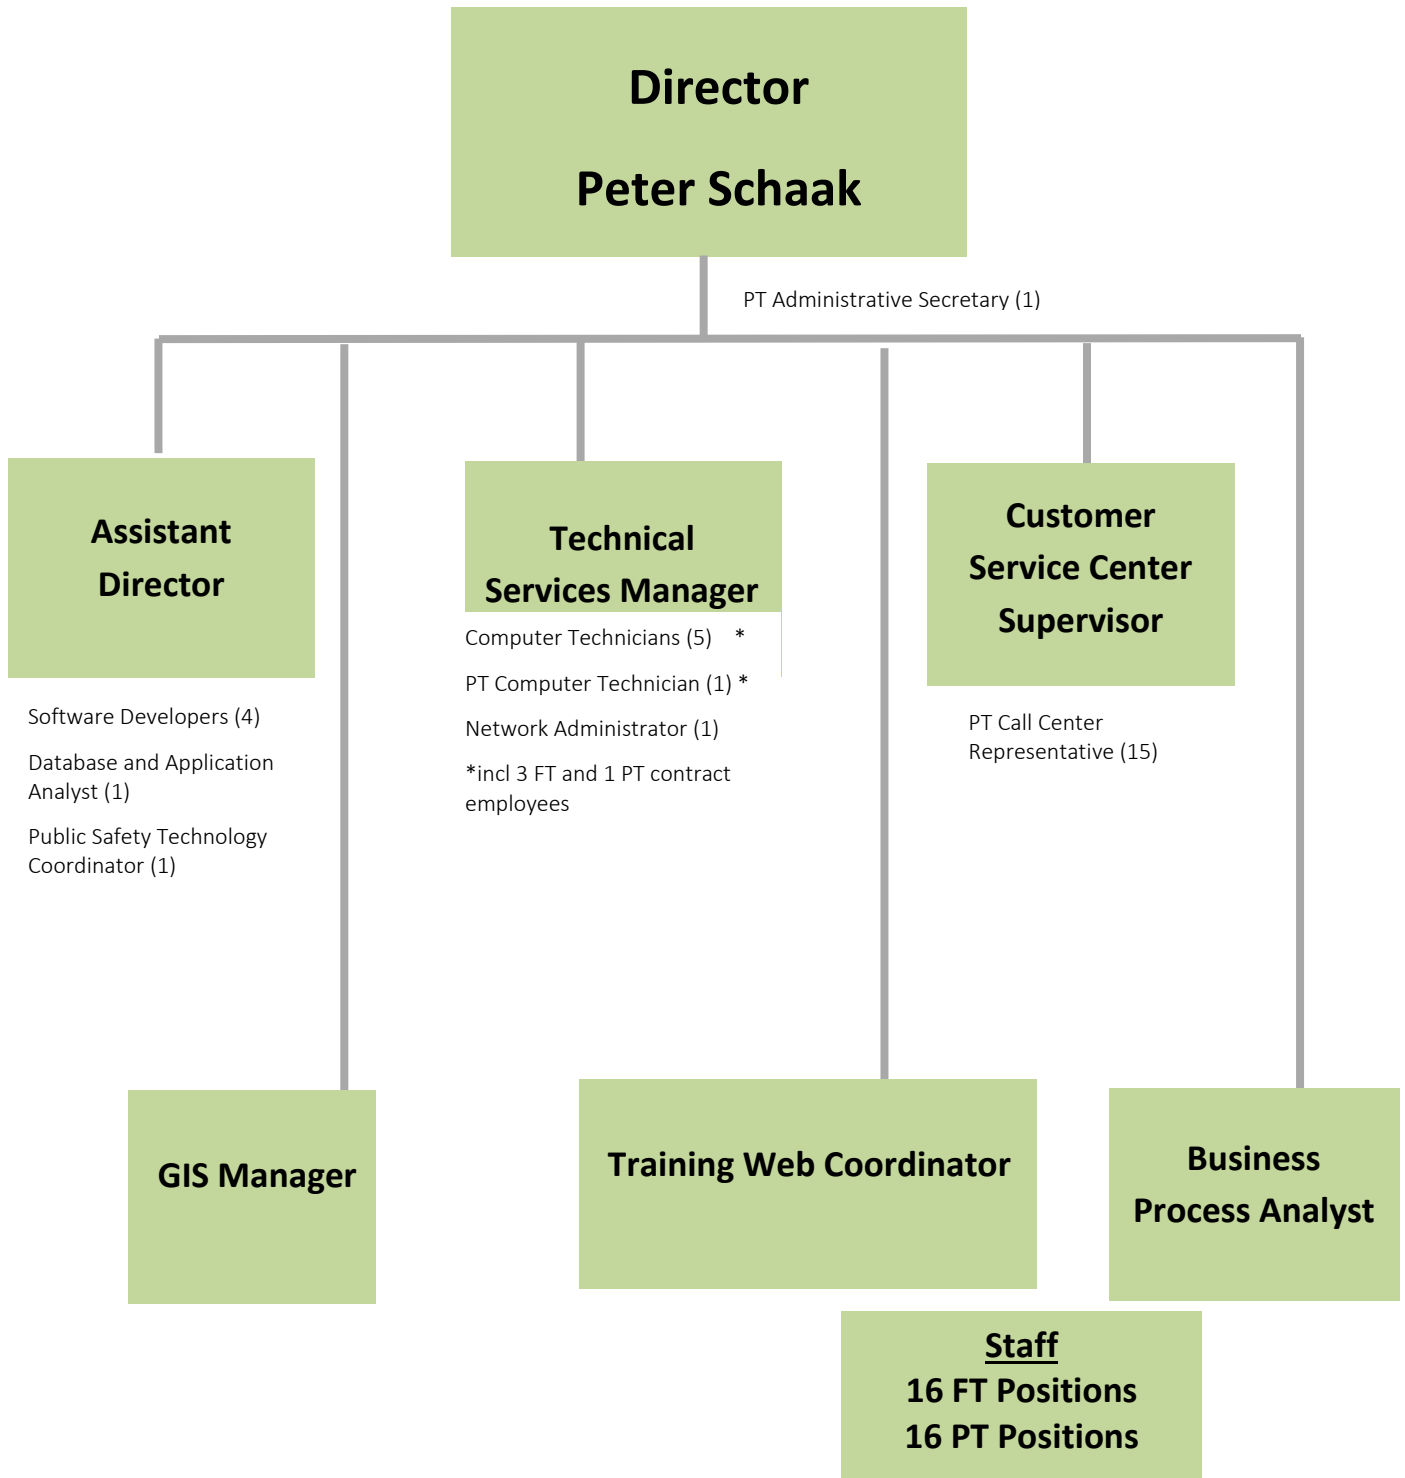 Director
Peter Schaak
PT Administrative Secretary (1)
Assistant
Director
Software Developers (4)
Database and Application
Analyst (1)
Public Safety Technology
Coordinator (1)
Technical
Services Manager
Computer Technicians (5) *
PT Computer Technician (1) *
Network Administrator (1)
*incl 3 FT and 1 PT contract
employees
Customer
Service Center
Supervisor
PT Call Center
Representative (15)
GIS Manager
Training Web Coordinator
Business
Process Analyst
Staff
16 FT Positions
16 PT Positions